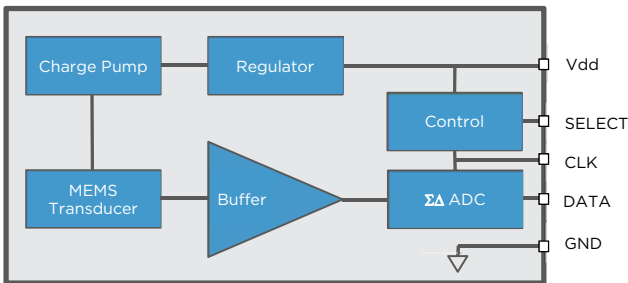 Charge Pump
Regulator
Vdd
Control
SELECT
CLK
MEMS
Transducer
Buffer
ΣΔ ADC
DATA
GND